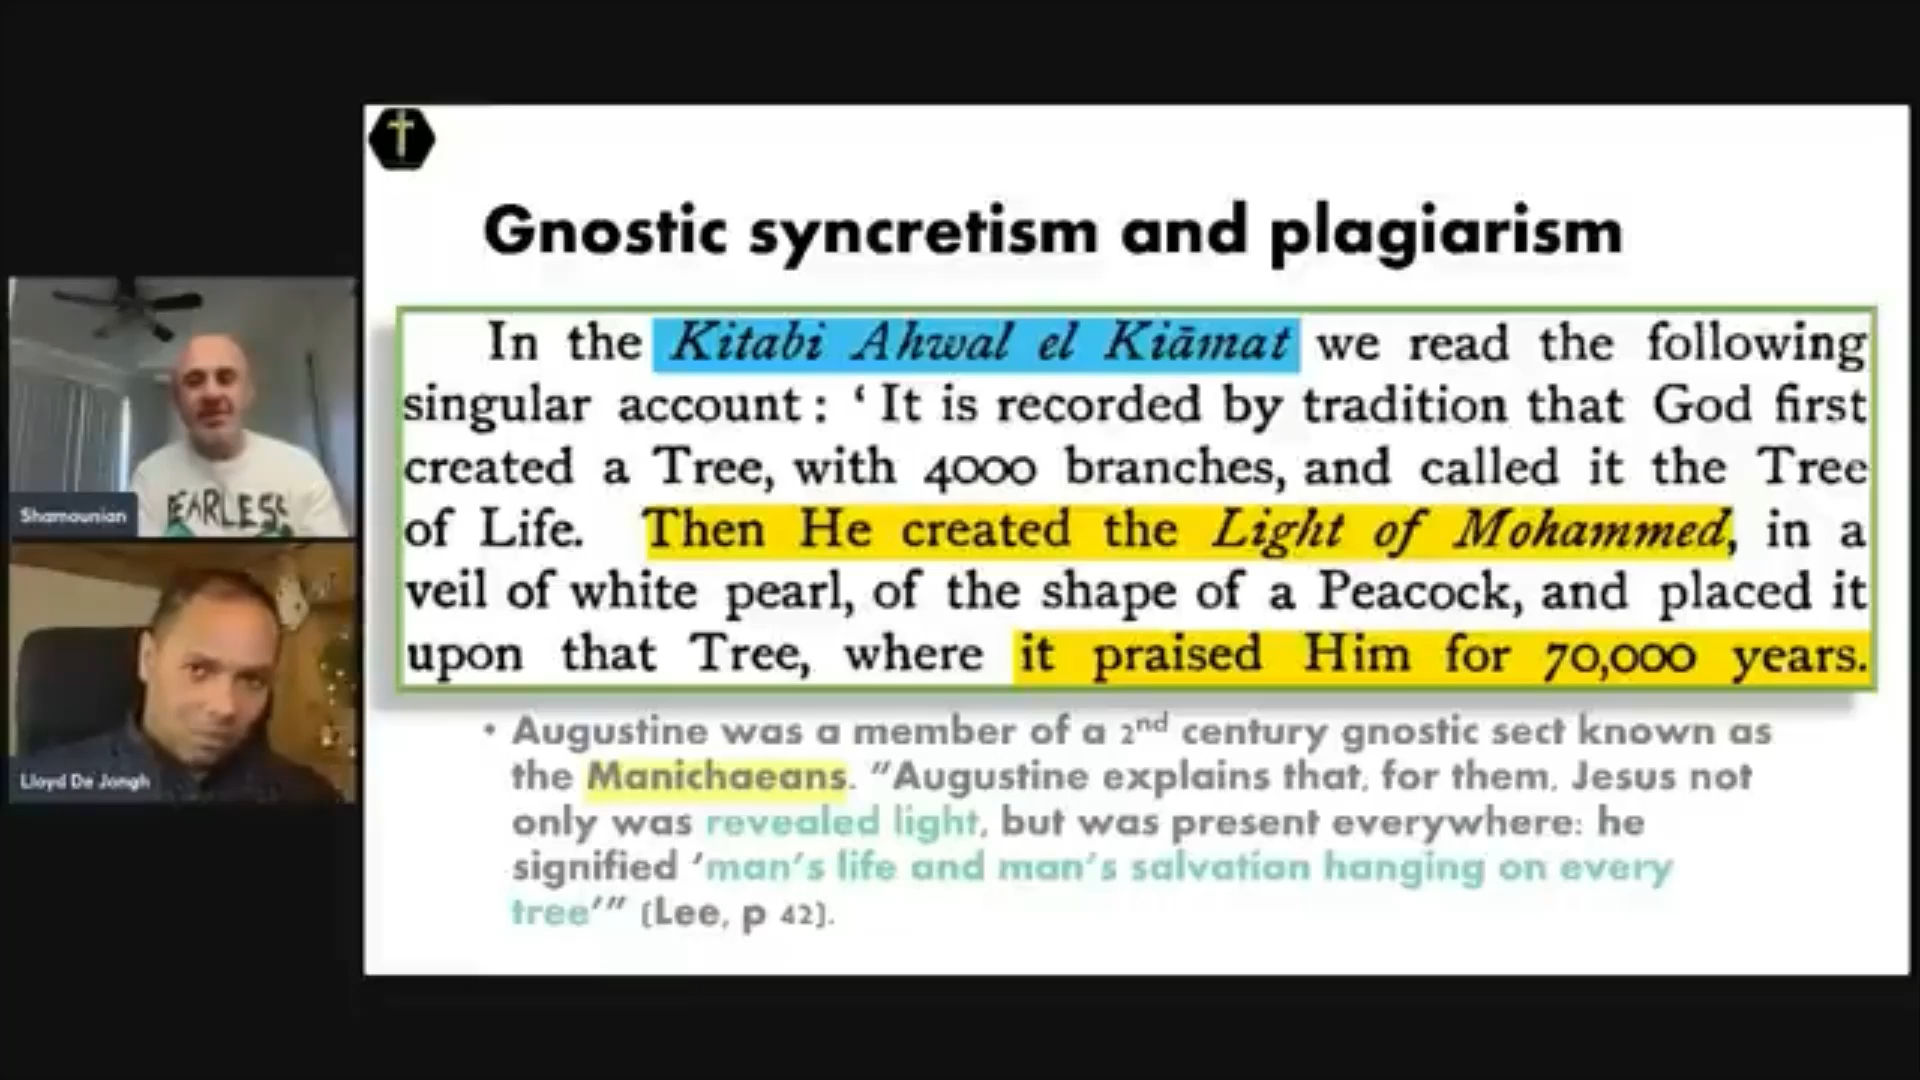 Gnostic syncretism and plagiarism
In the Kitabi Ahwal el Kiāmat we read the following
singular account: ‘It is recorded by tradition that God first
created a Tree, with 4000 branches, and called it the Tree
of Life. Then He created the Light of Mohammed, in a
veil of white pearl, of the shape of a Peacock, and placed it
upon that Tree, where it praised Him for 70,000 years.
• Augustine was a member of a 2nd century gnostic sect known as
the Manichaeans. “Augustine explains that, for them, Jesus not
only was revealed light, but was present everywhere: he
signified ‘man’s life and man’s salvation hanging on every
tree’” (Lee, p 42).
FEARLESS
Shamounian
Lloyd De Jongh